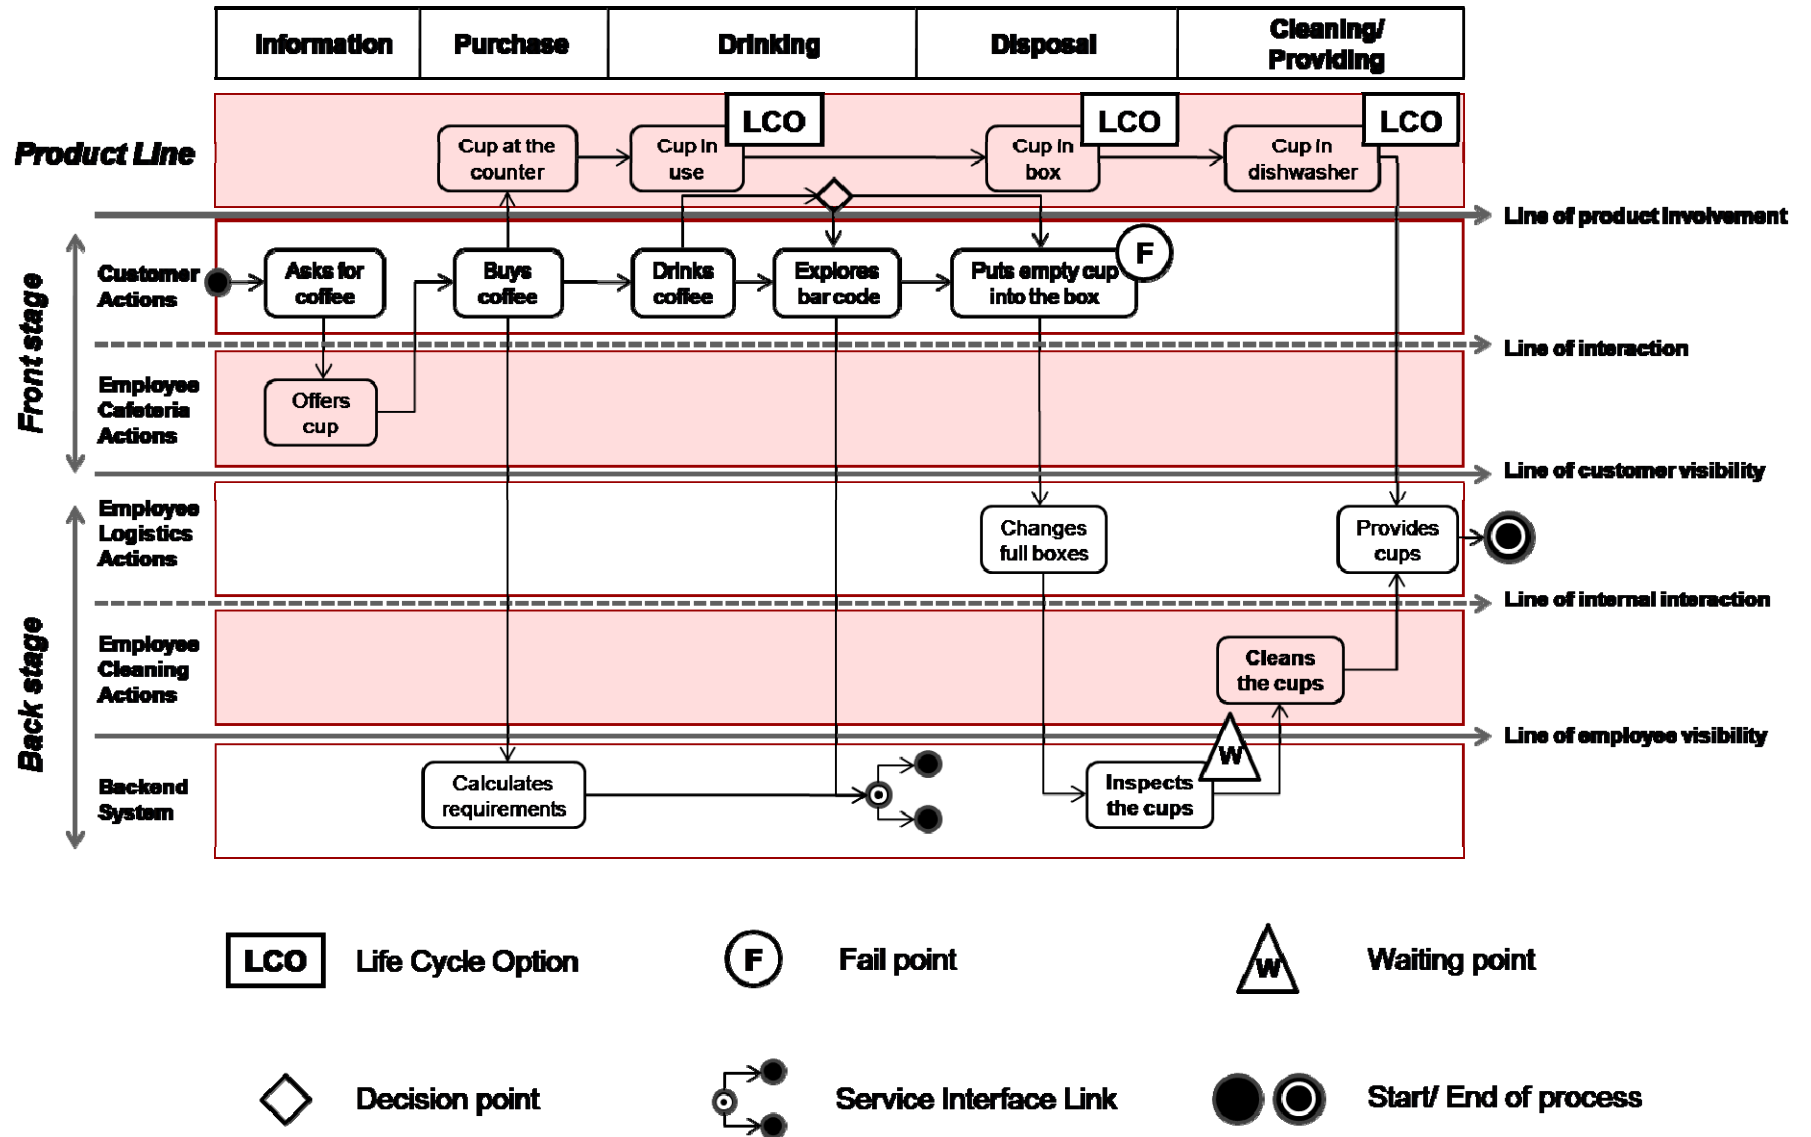 Information
Purchase
Drinking
Disposal
Cleaning/
Providing
LCO
LCO
LCO
Product Line
Cup at the
counter
Cup in
use
Cup in
box
Cup in
dishwasher
Line of product involvement
Front stage
Customer
Actions
Asks for
coffee
Buys
coffee
Drinks
coffee
Explores
bar code
Puts empty cup
into the box
F
Line of interaction
Employee
Cafeteria
Actions
Offers
cup
Line of customer visibility
Back stage
Employee
Logistics
Actions
Changes
full boxes
Provides
cups
Line of internal interaction
Employee
Cleaning
Actions
Cleans
the cups
Line of employee visibility
Backend
System
Calculates
requirements
Inspects
the cups
W
LCO
Life Cycle Option
F
Fail point
W
Waiting point
Decision point
Service Interface Link
Start/ End of process